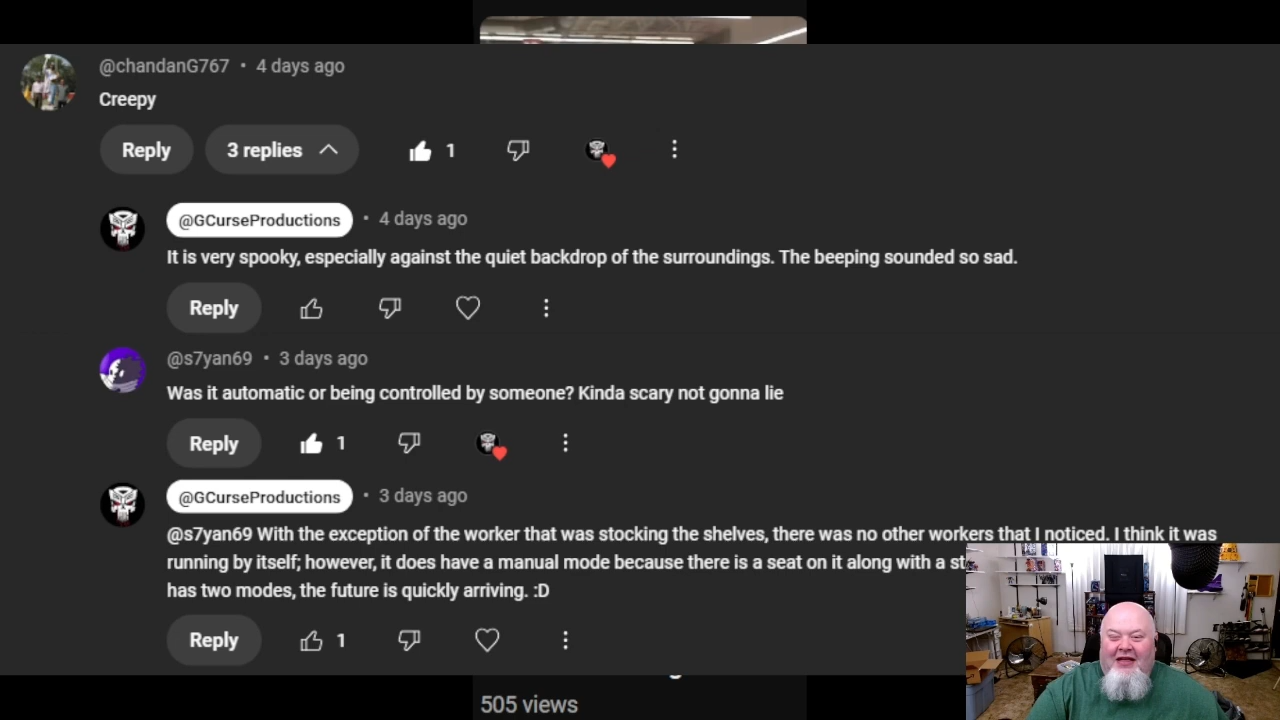 @chandanG767 • 4 days ago
Creepy
Reply 3 replies 1
@GCurseProductions • 4 days ago
It is very spooky, especially against the quiet backdrop of the surroundings. The beeping sounded so sad.
Reply
@s7yan69 • 3 days ago
Was it automatic or being controlled by someone? Kinda scary not gonna lie
Reply 1
@GCurseProductions • 3 days ago
@s7yan69 With the exception of the worker that was stocking the shelves, there was no other workers that I noticed. I think it was
running by itself; however, it does have a manual mode because there is a seat on it along with a
has two modes, the future is quickly arriving. :D
Reply 1
505 views